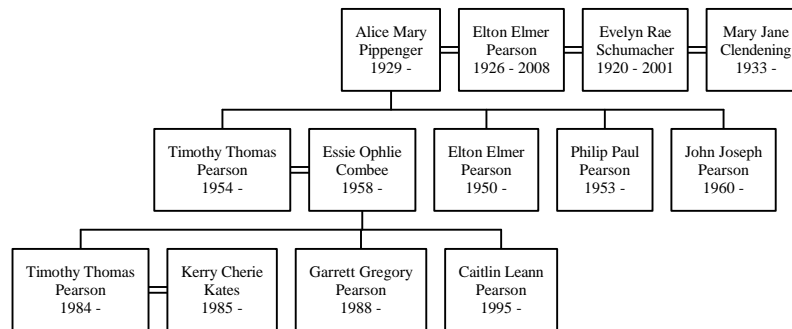 Alice Mary
Pippenger
1929 -
Elton Elmer
Pearson
1926 - 2008
Evelyn Rae
Schumacher
1920 - 2001
Mary Jane
Clendening
1933 -
Timothy Thomas
Pearson
1954 -
Essie Ophlie
Combee
1958 -
Elton Elmer
Pearson
1950 -
Philip Paul
Pearson
1953 -
John Joseph
Pearson
1960 -
Timothy Thomas
Pearson
1984 -
Kerry Cherie
Kates
1985 -
Garrett Gregory
Pearson
1988 -
Caitlin Leann
Pearson
1995 -